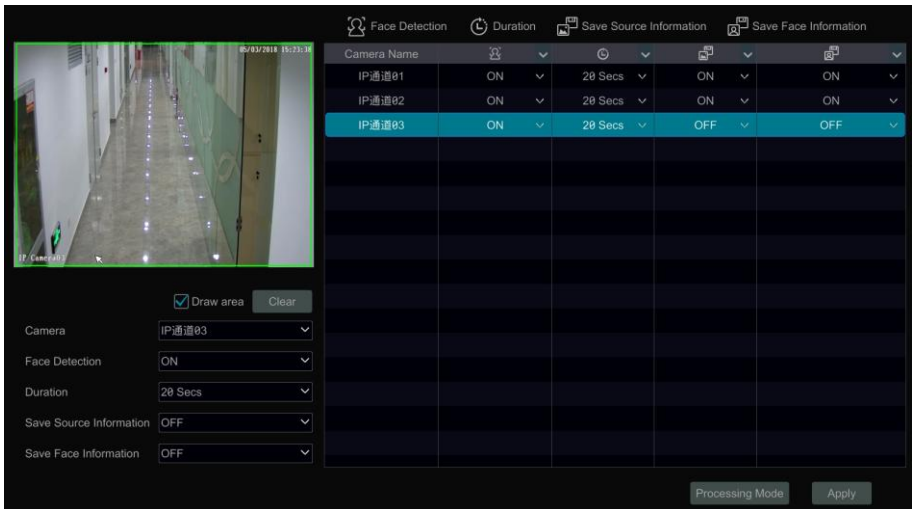 Face Detection Duration Save Source Information Save Face Information
05/03/2018 15:23:38
Camera Name
IP通道01 ON 20 Secs ON ON
IP通道02 ON 20 Secs ON ON
IP通道03 ON 20 Secs OFF OFF
IP Camera03
Draw area Clear
Camera IP通道03
Face Detection ON
Duration 20 Secs
Save Source Information OFF
Save Face Information OFF
Processing Mode Apply